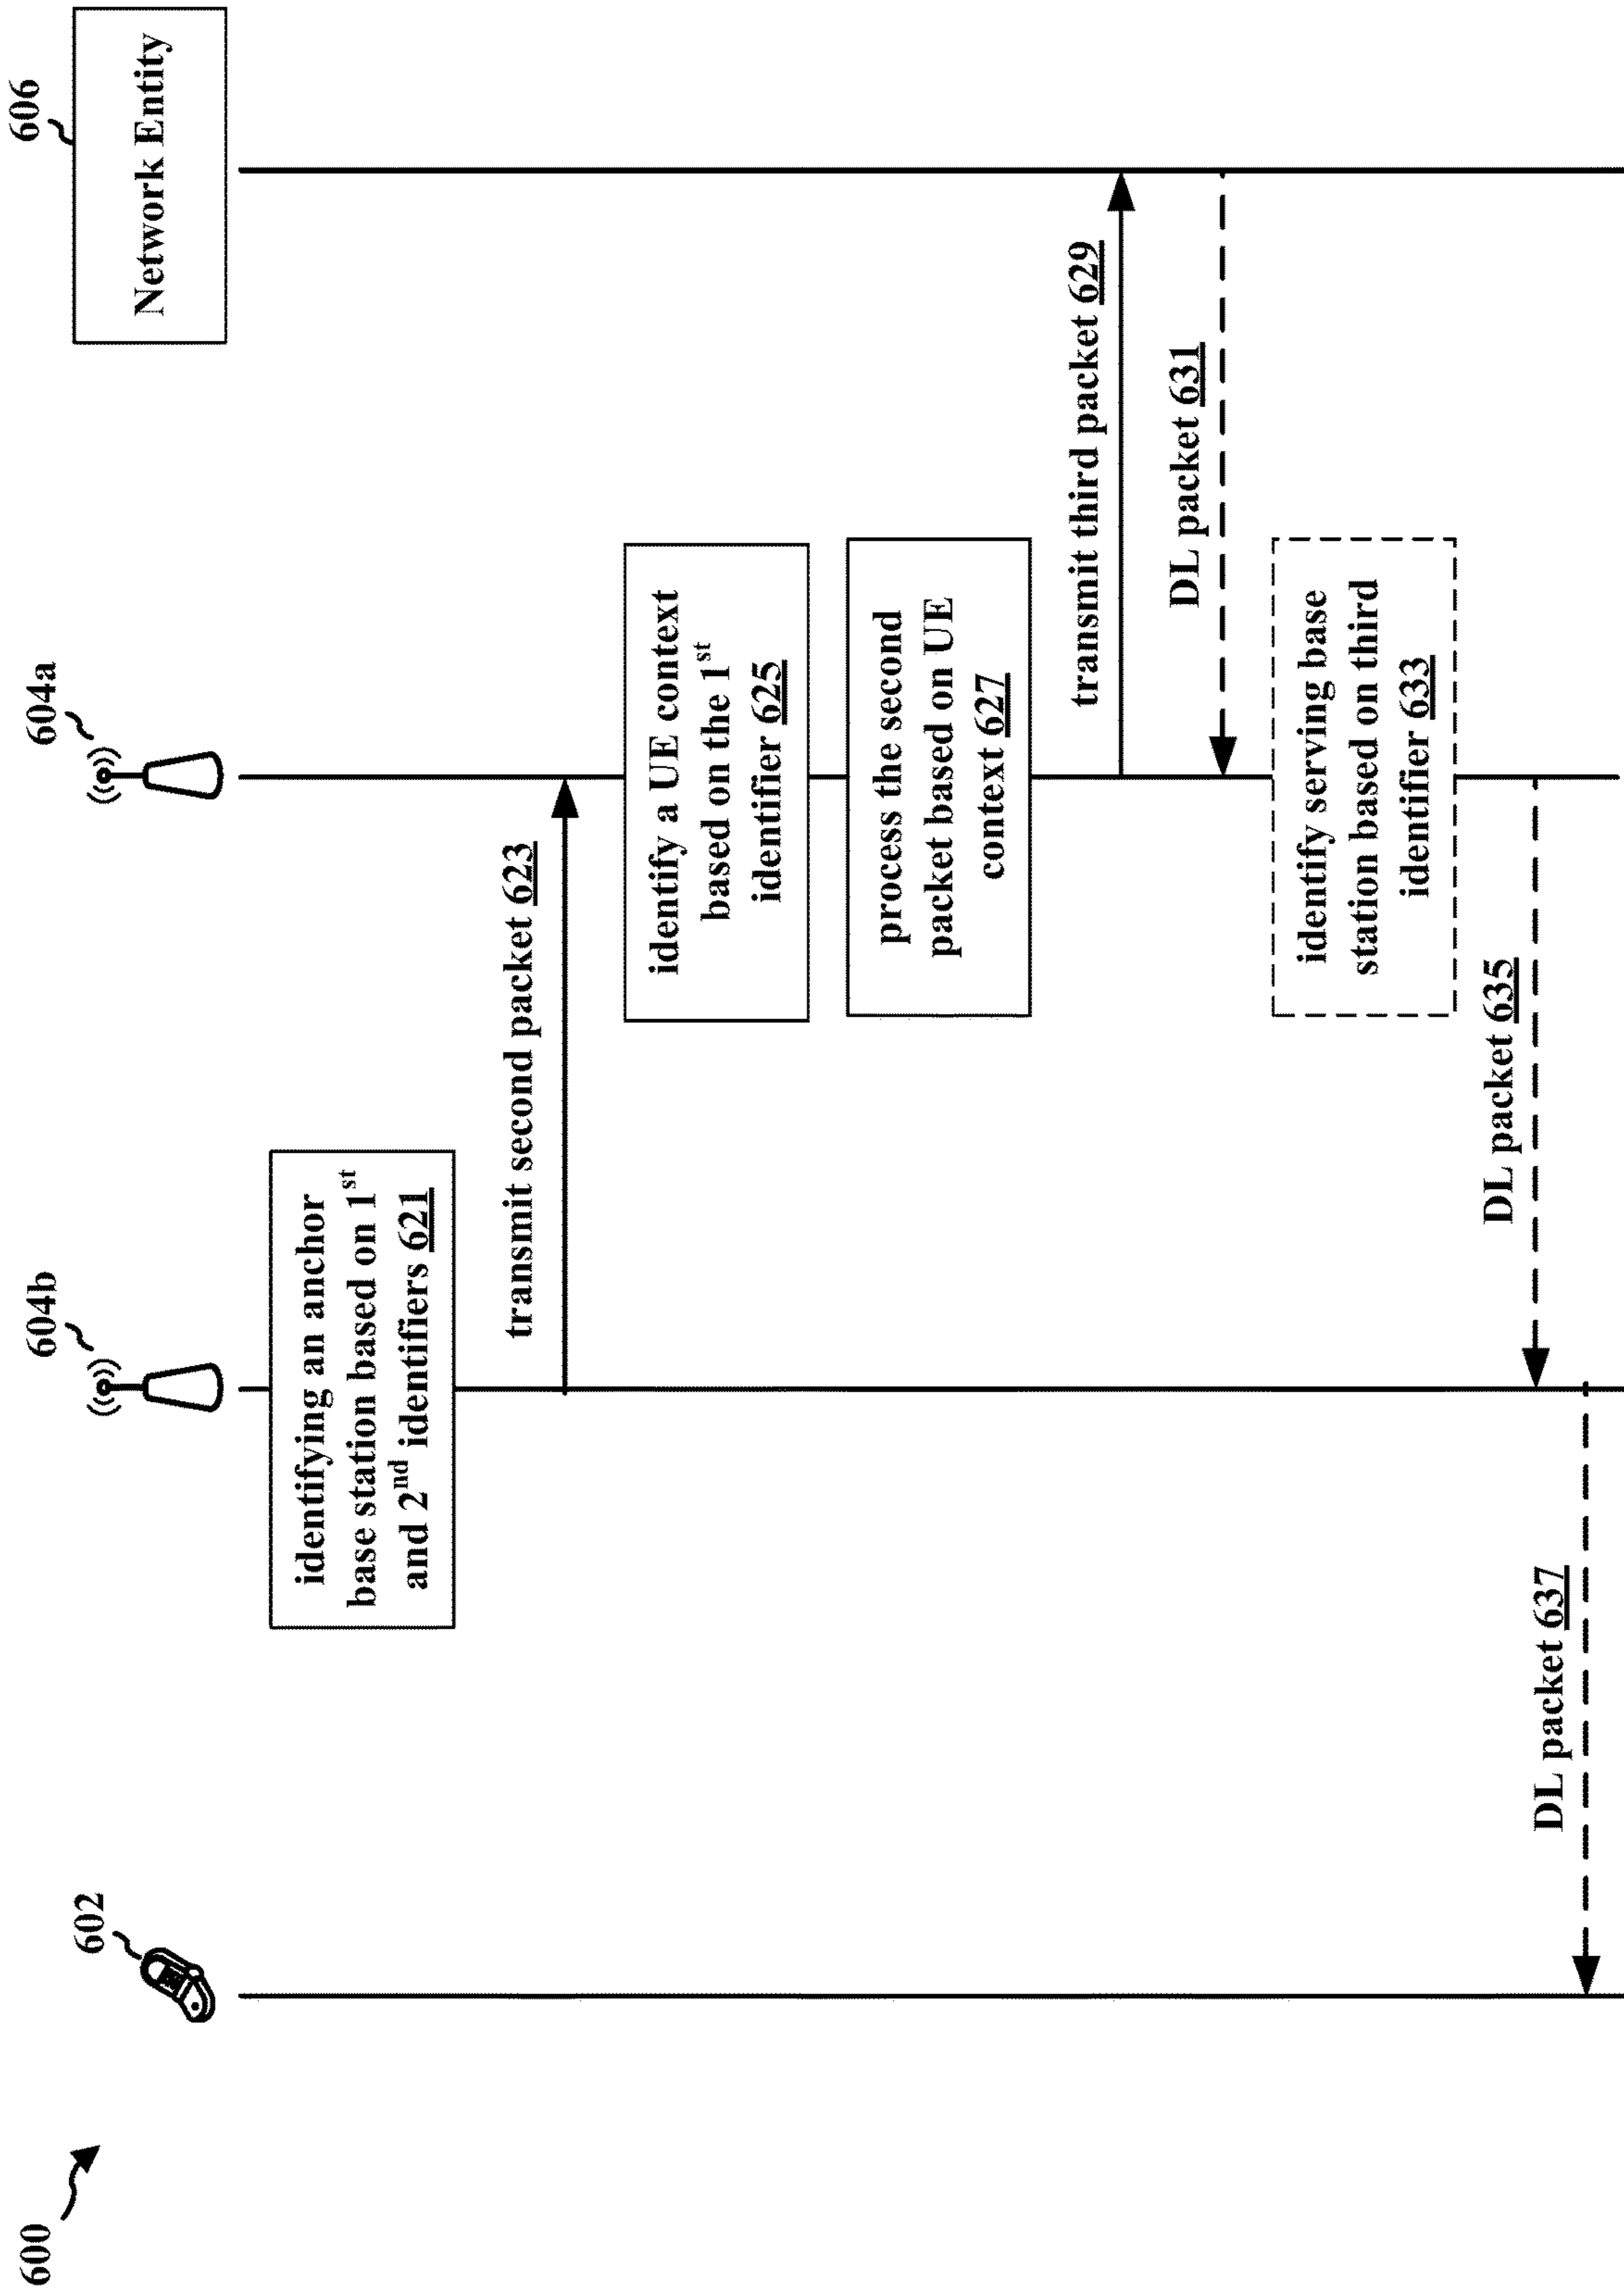 600
602
604b
604a
606
Network Entity
identifying an anchor
base station based on 1st
and 2nd identifiers 621
transmit second packet 623
identify a UE context
based on the 1st
identifier 625
process the second
packet based on UE
context 627
transmit third packet 629
DL packet 631
identify serving base
station based on third
identifier 633
DL packet 635
DL packet 637